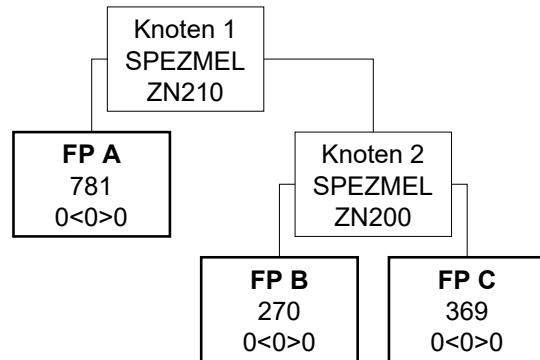 Knoten 1
SPEZMEL
ZN210
FP A
781
0<0>0
Knoten 2
SPEZMEL
ZN200
FP B
270
0<0>0
FP C
369
0<0>0